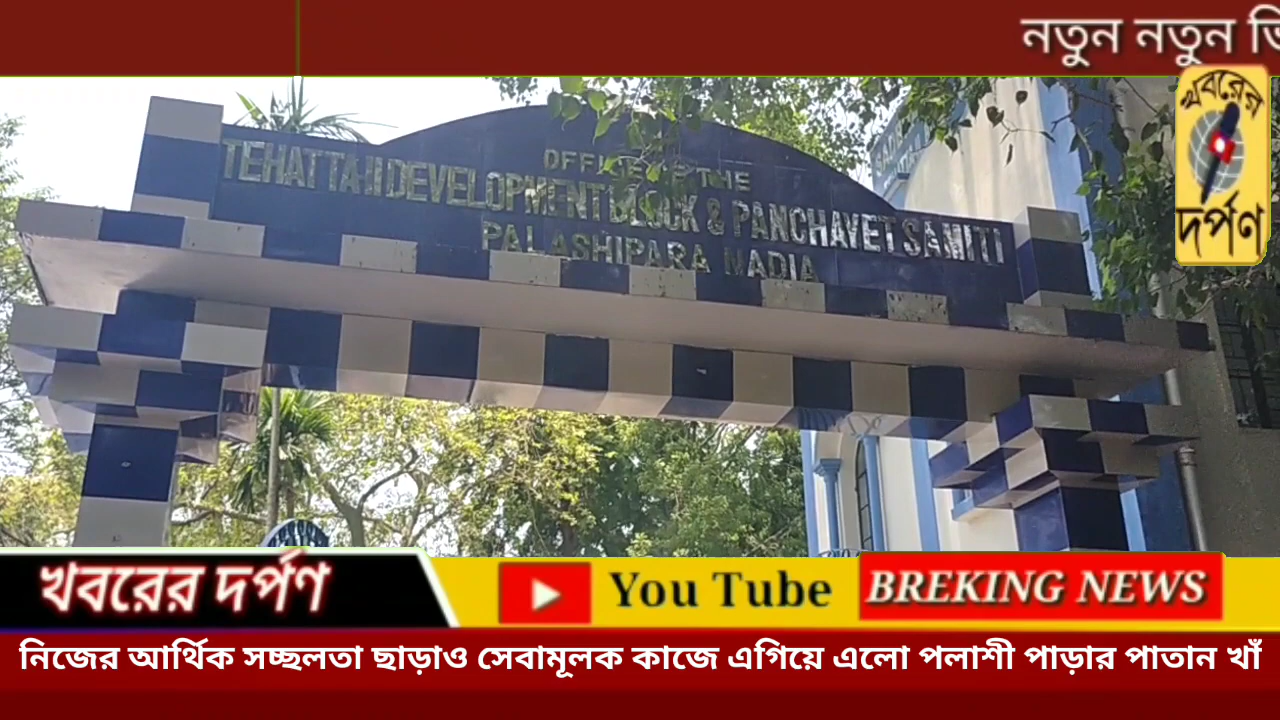 নতুন নতুন ভি
খবরের
দর্পণ
OFFICE OF THE
TEHATTA II DEVELOPMENT BLOCK & PANCHAYET SAMITI
PALASHIPARA NADIA
খবরের দর্পণ
You Tube
BREKING NEWS
নিজের আর্থিক সচ্ছলতা ছাড়াও সেবামূলক কাজে এগিয়ে এলো পলাশী পাড়ার পাতান খাঁ